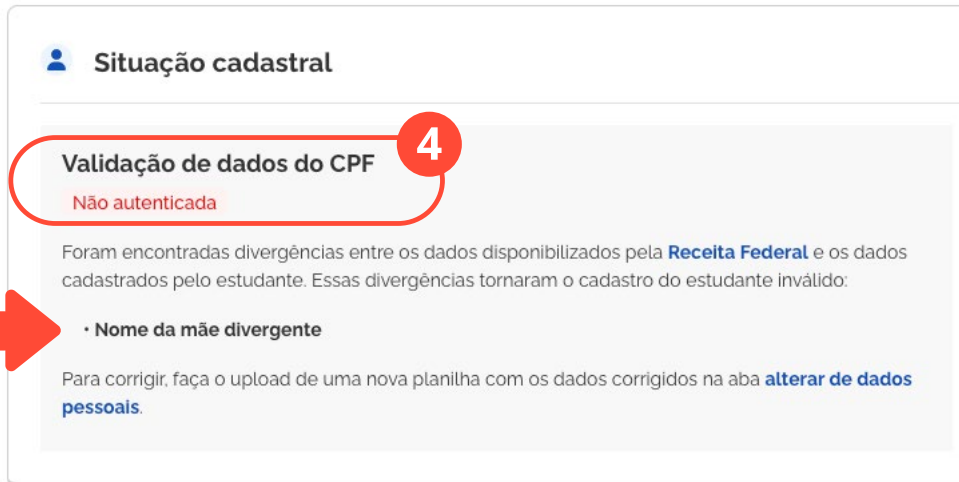 Situação cadastral
4
Validação de dados do CPF
Não autenticada
Foram encontradas divergências entre os dados disponibilizados pela Receita Federal e os dados
cadastrados pelo estudante. Essas divergências tornaram o cadastro do estudante inválido:
• Nome da mãe divergente
Para corrigir, faça o upload de uma nova planilha com os dados corrigidos na aba alterar de dados
pessoais.